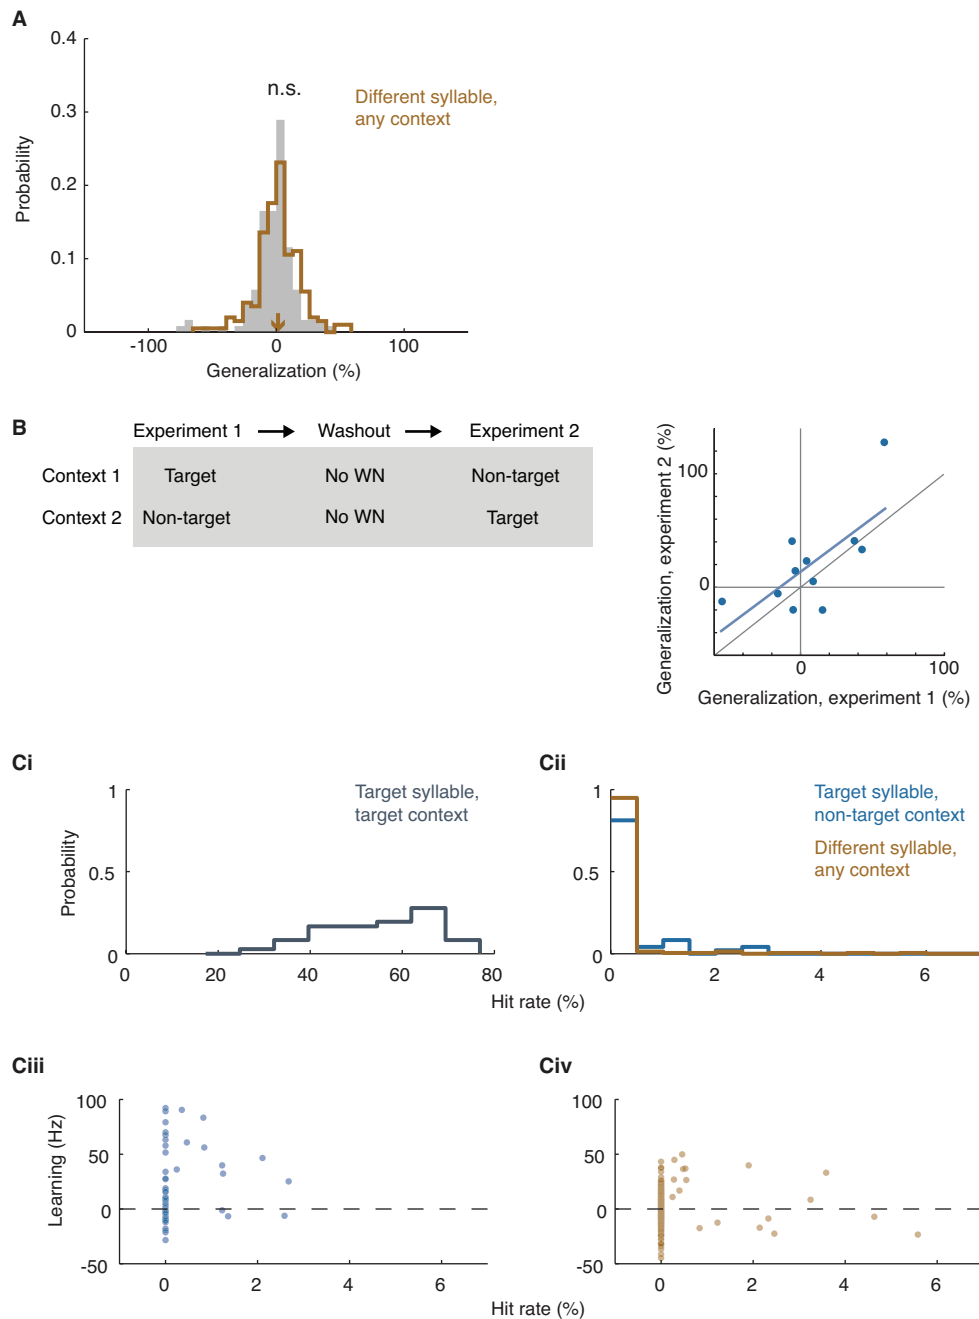 A
0.4
0.3
0.2
0.1
0
Probability
n.s.
Different syllable,
any context
-100
0
100
Generalization (%)
B
Experiment 1
Washout
Experiment 2
Context 1
Target
No WN
Non-target
Context 2
Non-target
No WN
Target
Generalization, experiment 2 (%)
100
0
0
100
Generalization, experiment 1 (%)
Ci
1
0.5
0
Probability
Target syllable,
target context
0
20
40
60
80
Cii
1
0.5
0
Target syllable,
non-target context
Different syllable,
any context
0
2
4
6
Hit rate (%)
Ciii
100
50
0
-50
Learning (Hz)
0
2
4
6
Civ
100
50
0
-50
0
2
4
6
Hit rate (%)